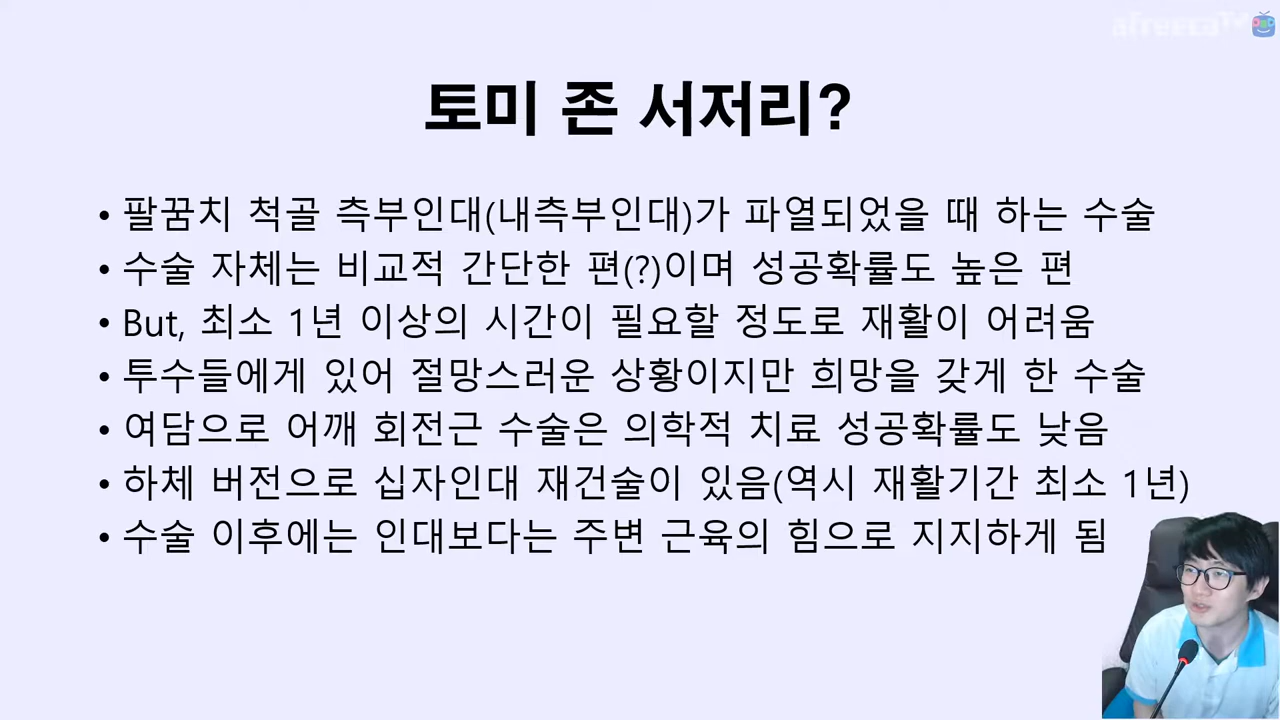 afreecaTV
토미 존 서저리?
• 팔꿈치 척골 측부인대(내측부인대)가 파열되었을 때 하는 수술
• 수술 자체는 비교적 간단한 편(?)이며 성공확률도 높은 편
• But, 최소 1년 이상의 시간이 필요할 정도로 재활이 어려움
• 투수들에게 있어 절망스러운 상황이지만 희망을 갖게 한 수술
• 여담으로 어깨 회전근 수술은 의학적 치료 성공확률도 낮음
• 하체 버전으로 십자인대 재건술이 있음(역시 재활기간 최소 1년)
• 수술 이후에는 인대보다는 주변 근육의 힘으로 지지하게 됨